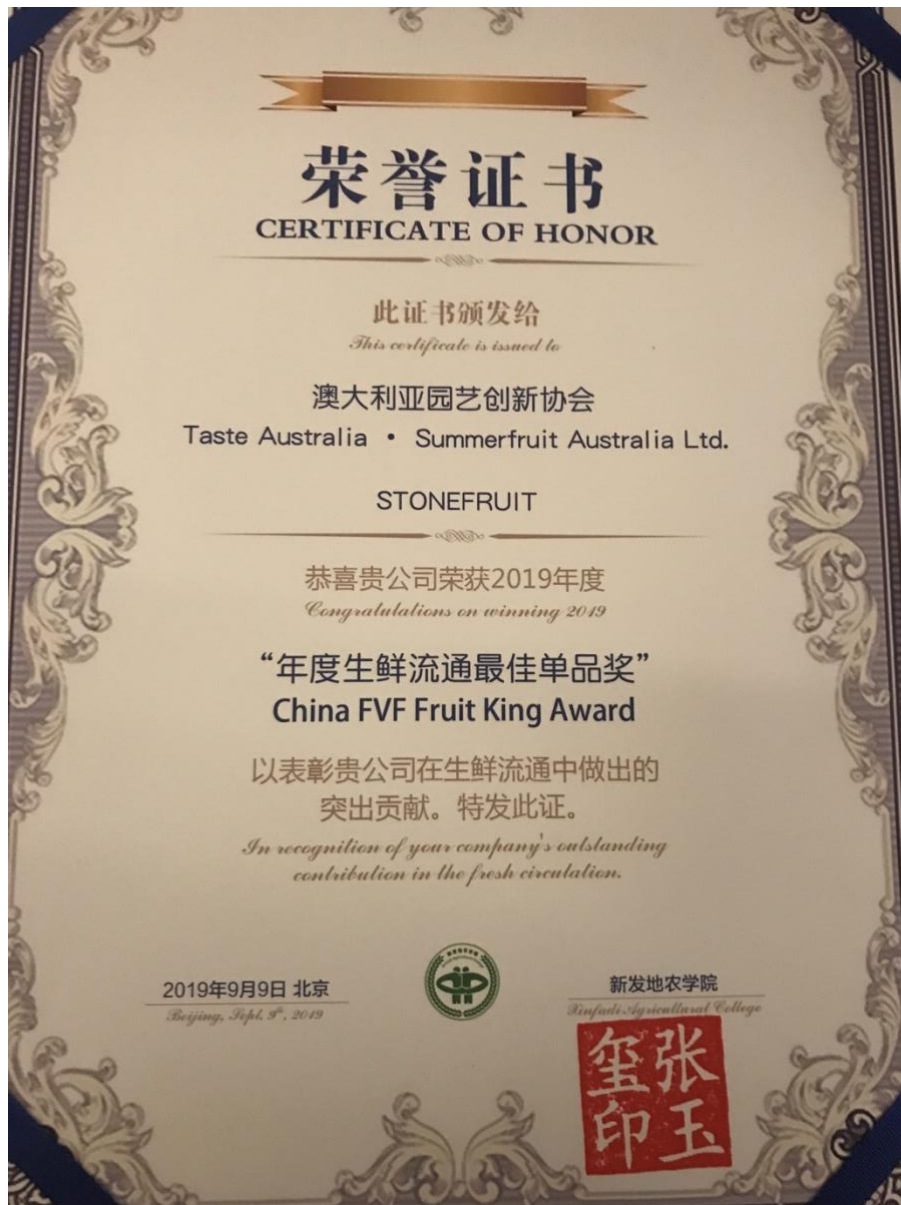 荣誉证书
CERTIFICATE OF HONOR
此证书颁发给
This certificate is issued to
澳大利亚园艺创新协会
Taste Australia • Summerfruit Australia Ltd.
STONEFRUIT
恭喜贵公司荣获2019年度
Congratulations on winning 2019
“年度生鲜流通最佳单品奖”
China FVF Fruit King Award
以表彰贵公司在生鲜流通中做出的
突出贡献。特发此证。
In recognition of your company's outstanding
contribution in the fresh circulation.
2019年9月9日 北京
Beijing, Sept. 9th, 2019
新发地农学院
Xinfadi Agricultural College
张玉
玺印